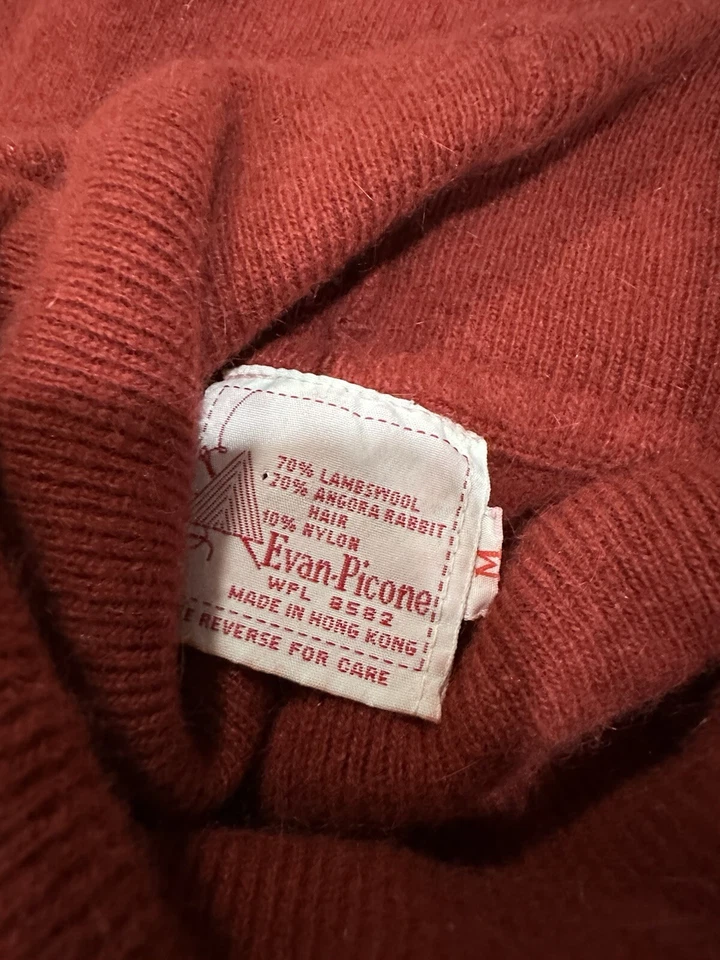 70% LAMBSWOOL
20% ANGORA RABBIT
HAIR
10% NYLON
Evan-Picone
WPL 8582
MADE IN HONG KONG
E REVERSE FOR CARE
M